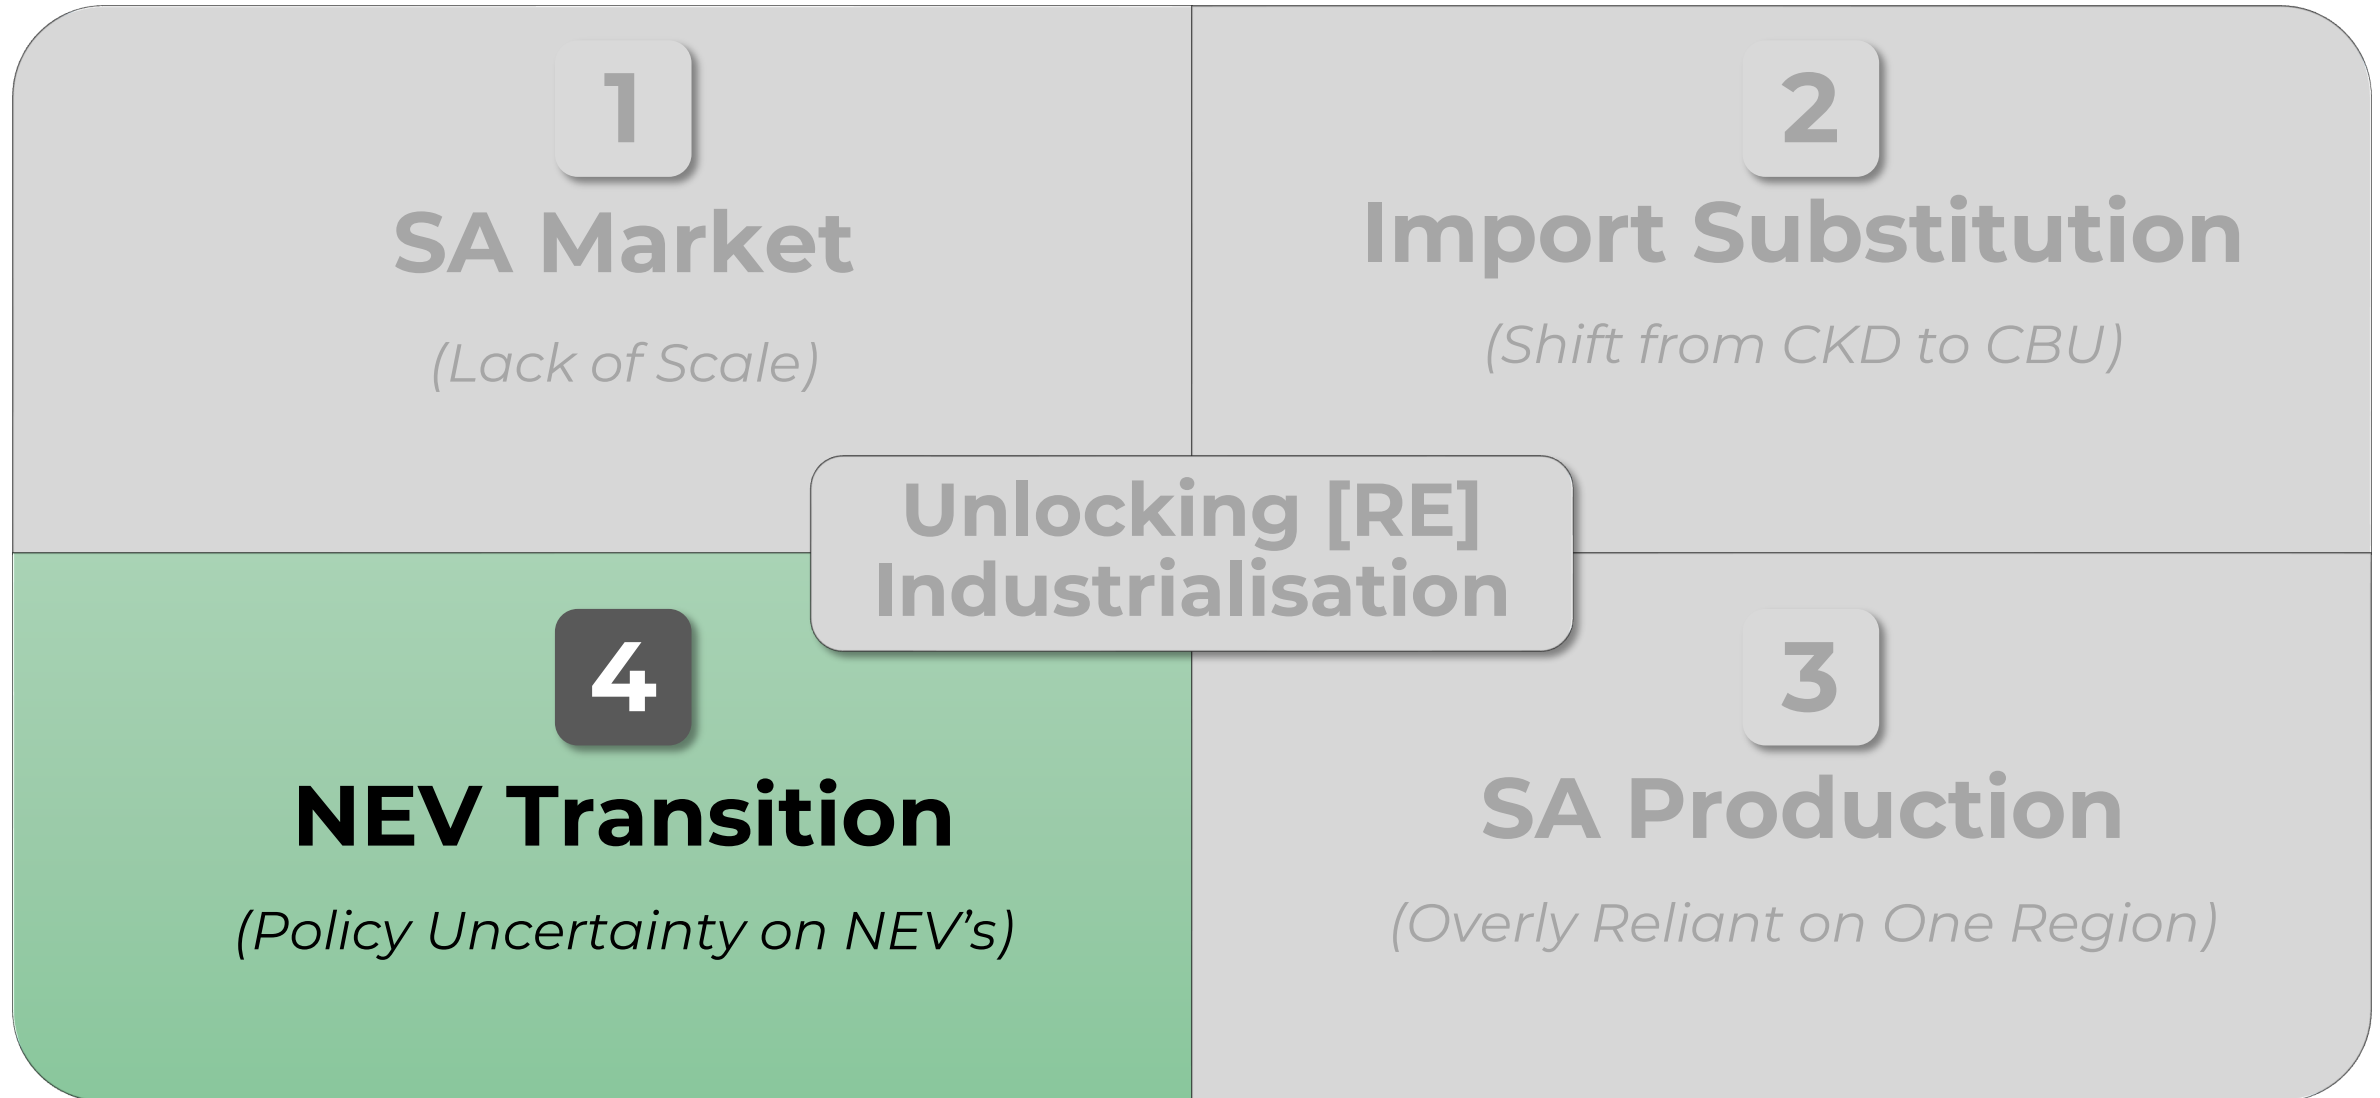 1
SA Market
(Lack of Scale)
2
Import Substitution
(Shift from CKD to CBU)
Unlocking [RE]
Industrialisation
4
NEV Transition
(Policy Uncertainty on NEV’s)
3
SA Production
(Overly Reliant on One Region)